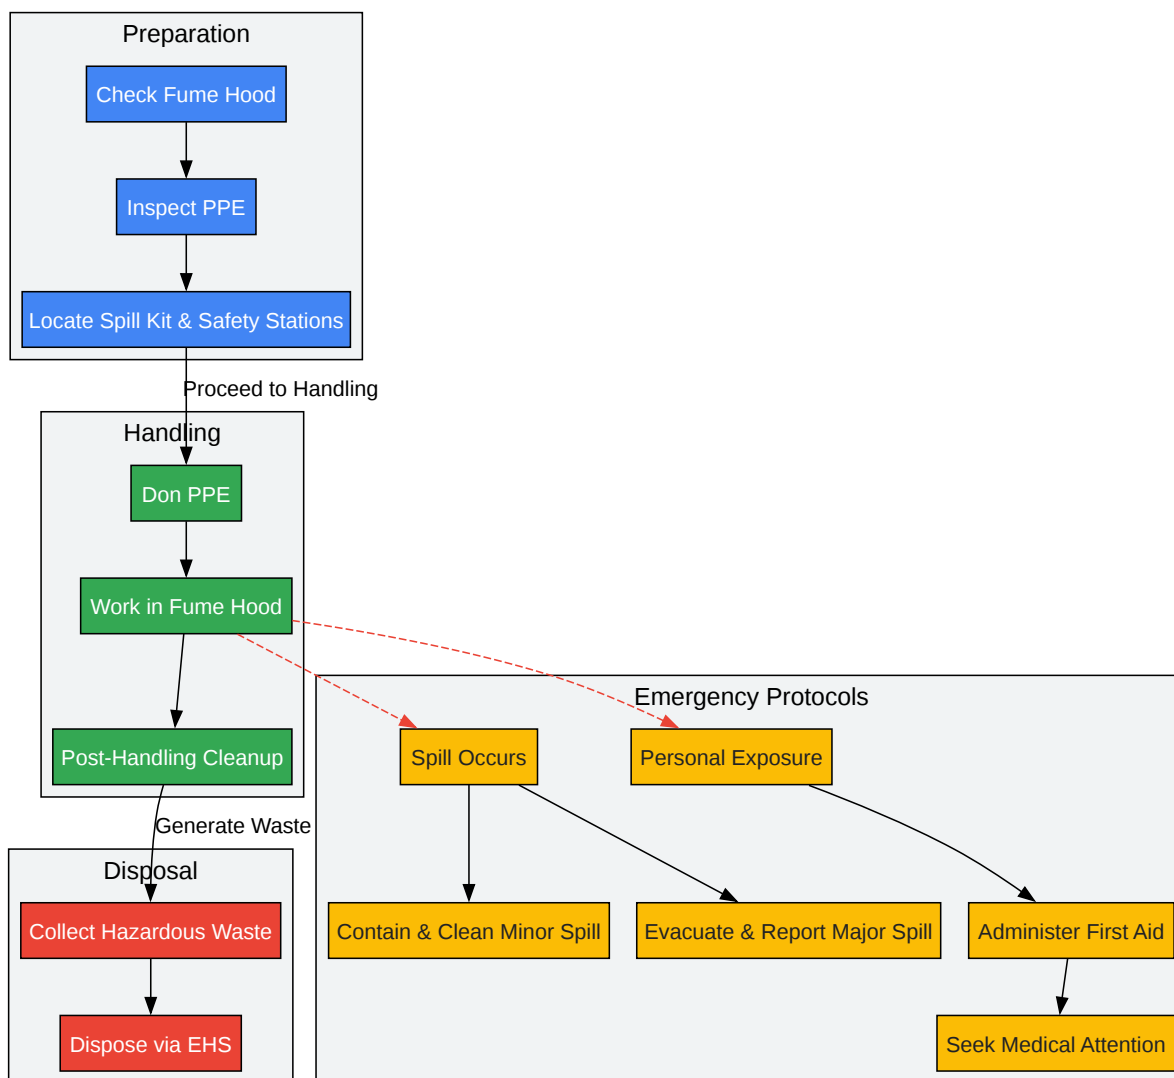 Preparation
Check Fume Hood
Inspect PPE
Locate Spill Kit & Safety Stations
Proceed to Handling
Handling
Don PPE
Work in Fume Hood
Post-Handling Cleanup
Generate Waste
Disposal
Collect Hazardous Waste
Dispose via EHS
Emergency Protocols
Spill Occurs
Personal Exposure
Contain & Clean Minor Spill
Evacuate & Report Major Spill
Administer First Aid
Seek Medical Attention